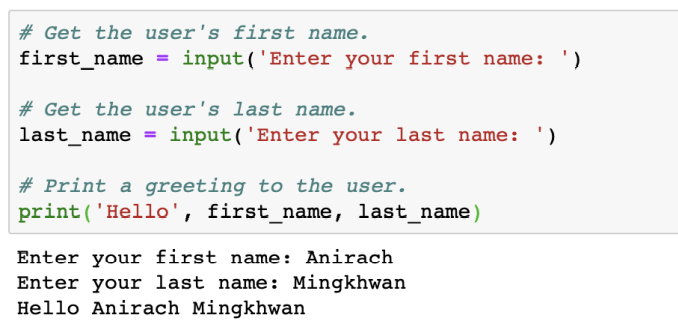 # Get the user's first name.
first_name = input('Enter your first name: ')
# Get the user's last name.
last_name = input('Enter your last name: ')
# Print a greeting to the user.
print('Hello', first_name, last_name)
Enter your first name: Anirach
Enter your last name: Mingkhwan
Hello Anirach Mingkhwan